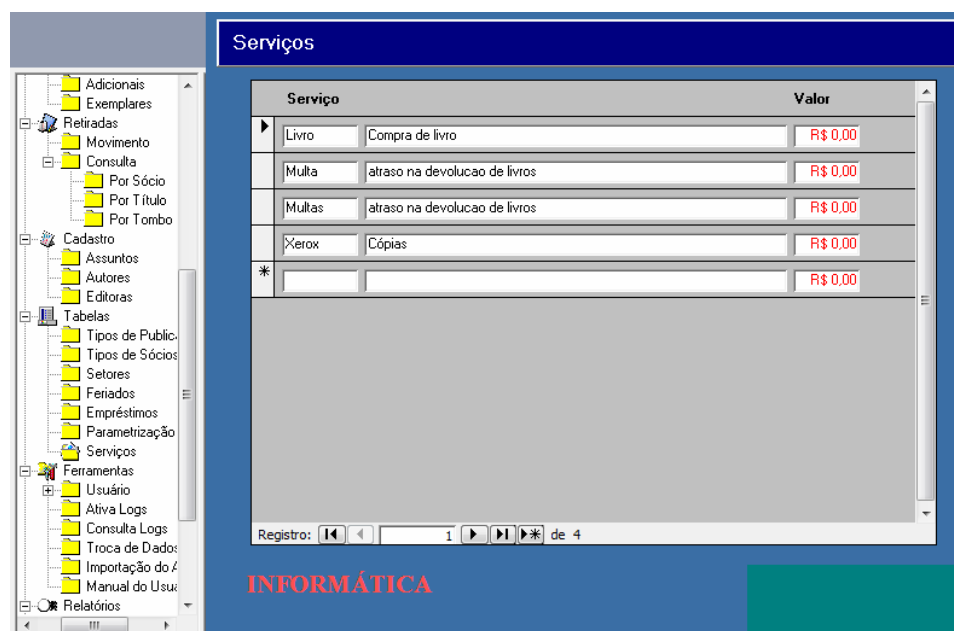 Serviços
Adicionais
Exemplares
Retiradas
Movimento
Consulta
Por Sócio
Por Título
Por Tombo
Cadastro
Assuntos
Autores
Editoras
Tabelas
Tipos de Public
Tipos de Sócios
Setores
Feriados
Empréstimos
Parametrização
Serviços
Ferramentas
Usuário
Ativa Logs
Consulta Logs
Troca de Dados
Importação do A
Manual do Usua
Relatórios
Serviço Valor
Livro Compra de livro R$ 0,00
Multa atraso na devolucao de livros R$ 0,00
Multas atraso na devolucao de livros R$ 0,00
Xerox Cópias R$ 0,00
R$ 0,00
Registro: 1 de 4
INFORMÁTICA